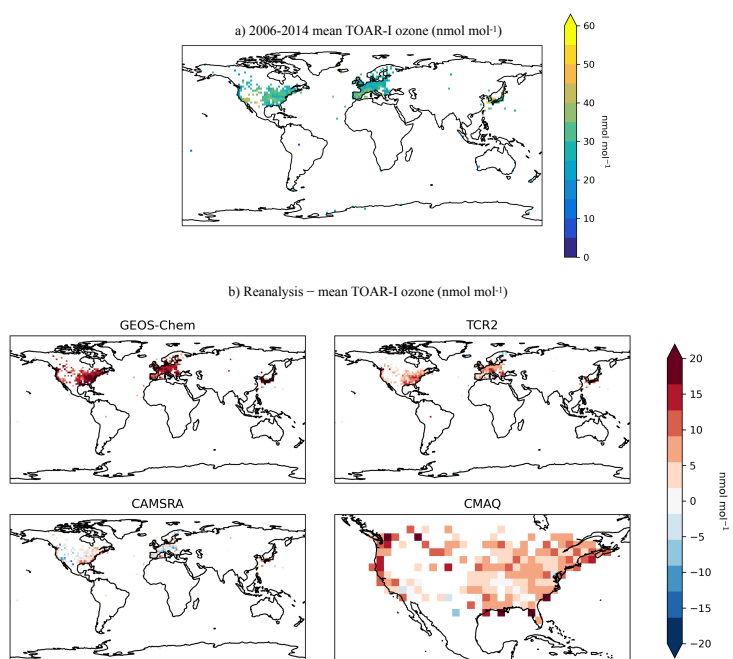 a) 2006-2014 mean TOAR-I ozone (nmol mol-1)
60
50
40
30
20
10
0
nmol mol−1
b) Reanalysis − mean TOAR-I ozone (nmol mol-1)
GEOS-Chem
TCR2
CAMSRA
CMAQ
20
15
10
5
0
−5
−10
−15
−20
nmol mol−1